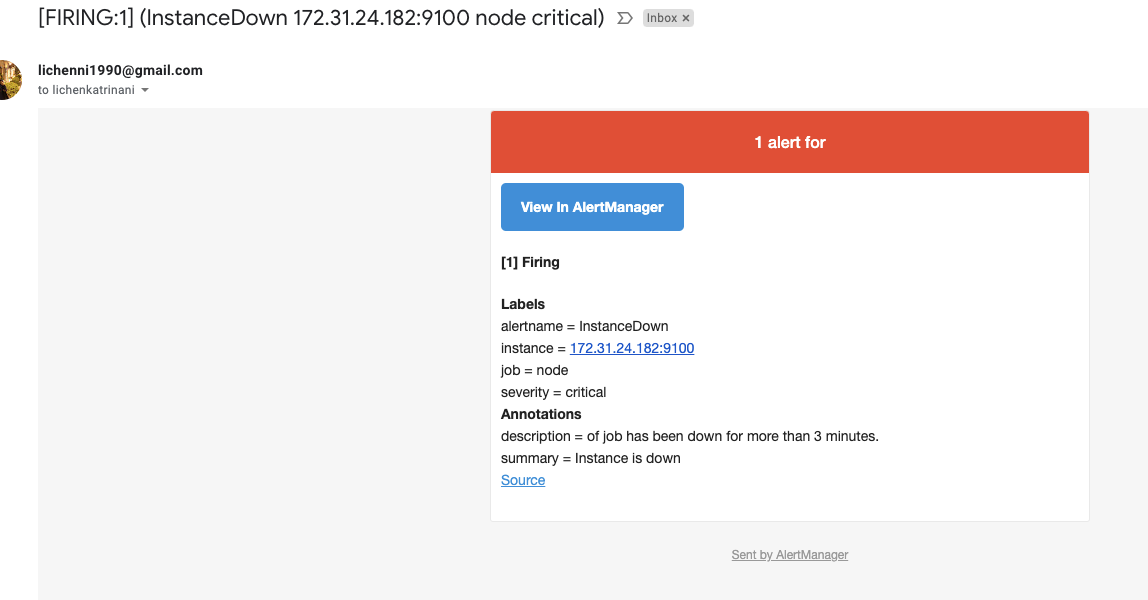 [FIRING:1] (InstanceDown 172.31.24.182:9100 node critical)
Inbox ×
lichenni1990@gmail.com
to lichenkatrinani
1 alert for
View In AlertManager
[1] Firing
Labels
alertname = InstanceDown
instance = 172.31.24.182:9100
job = node
severity = critical
Annotations
description = of job has been down for more than 3 minutes.
summary = Instance is down
Source
Sent by AlertManager